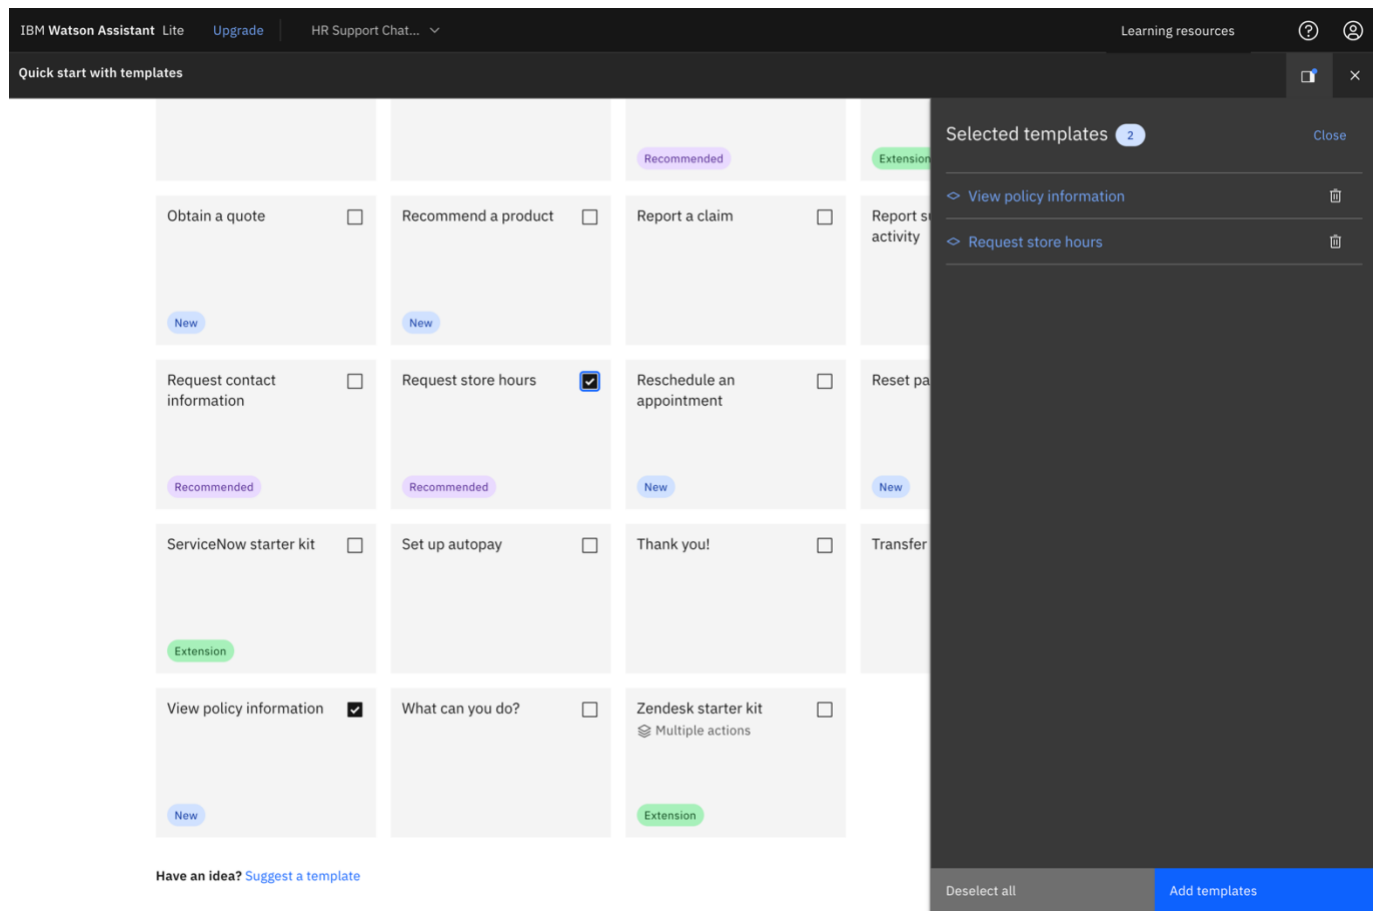 IBM Watson Assistant Lite Upgrade HR Support Chat... Learning resources
Quick start with templates
Recommended
Extension
Selected templates 2 Close
View policy information
Request store hours
Obtain a quote
New
Recommend a product
New
Report a claim
Report
activity
Request contact
information
Recommended
Request store hours
Recommended
Reschedule an
appointment
New
Reset pa
New
ServiceNow starter kit
Extension
Set up autopay
Thank you!
Transfer
View policy information
New
What can you do?
Zendesk starter kit
Multiple actions
Extension
Have an idea? Suggest a template
Deselect all
Add templates